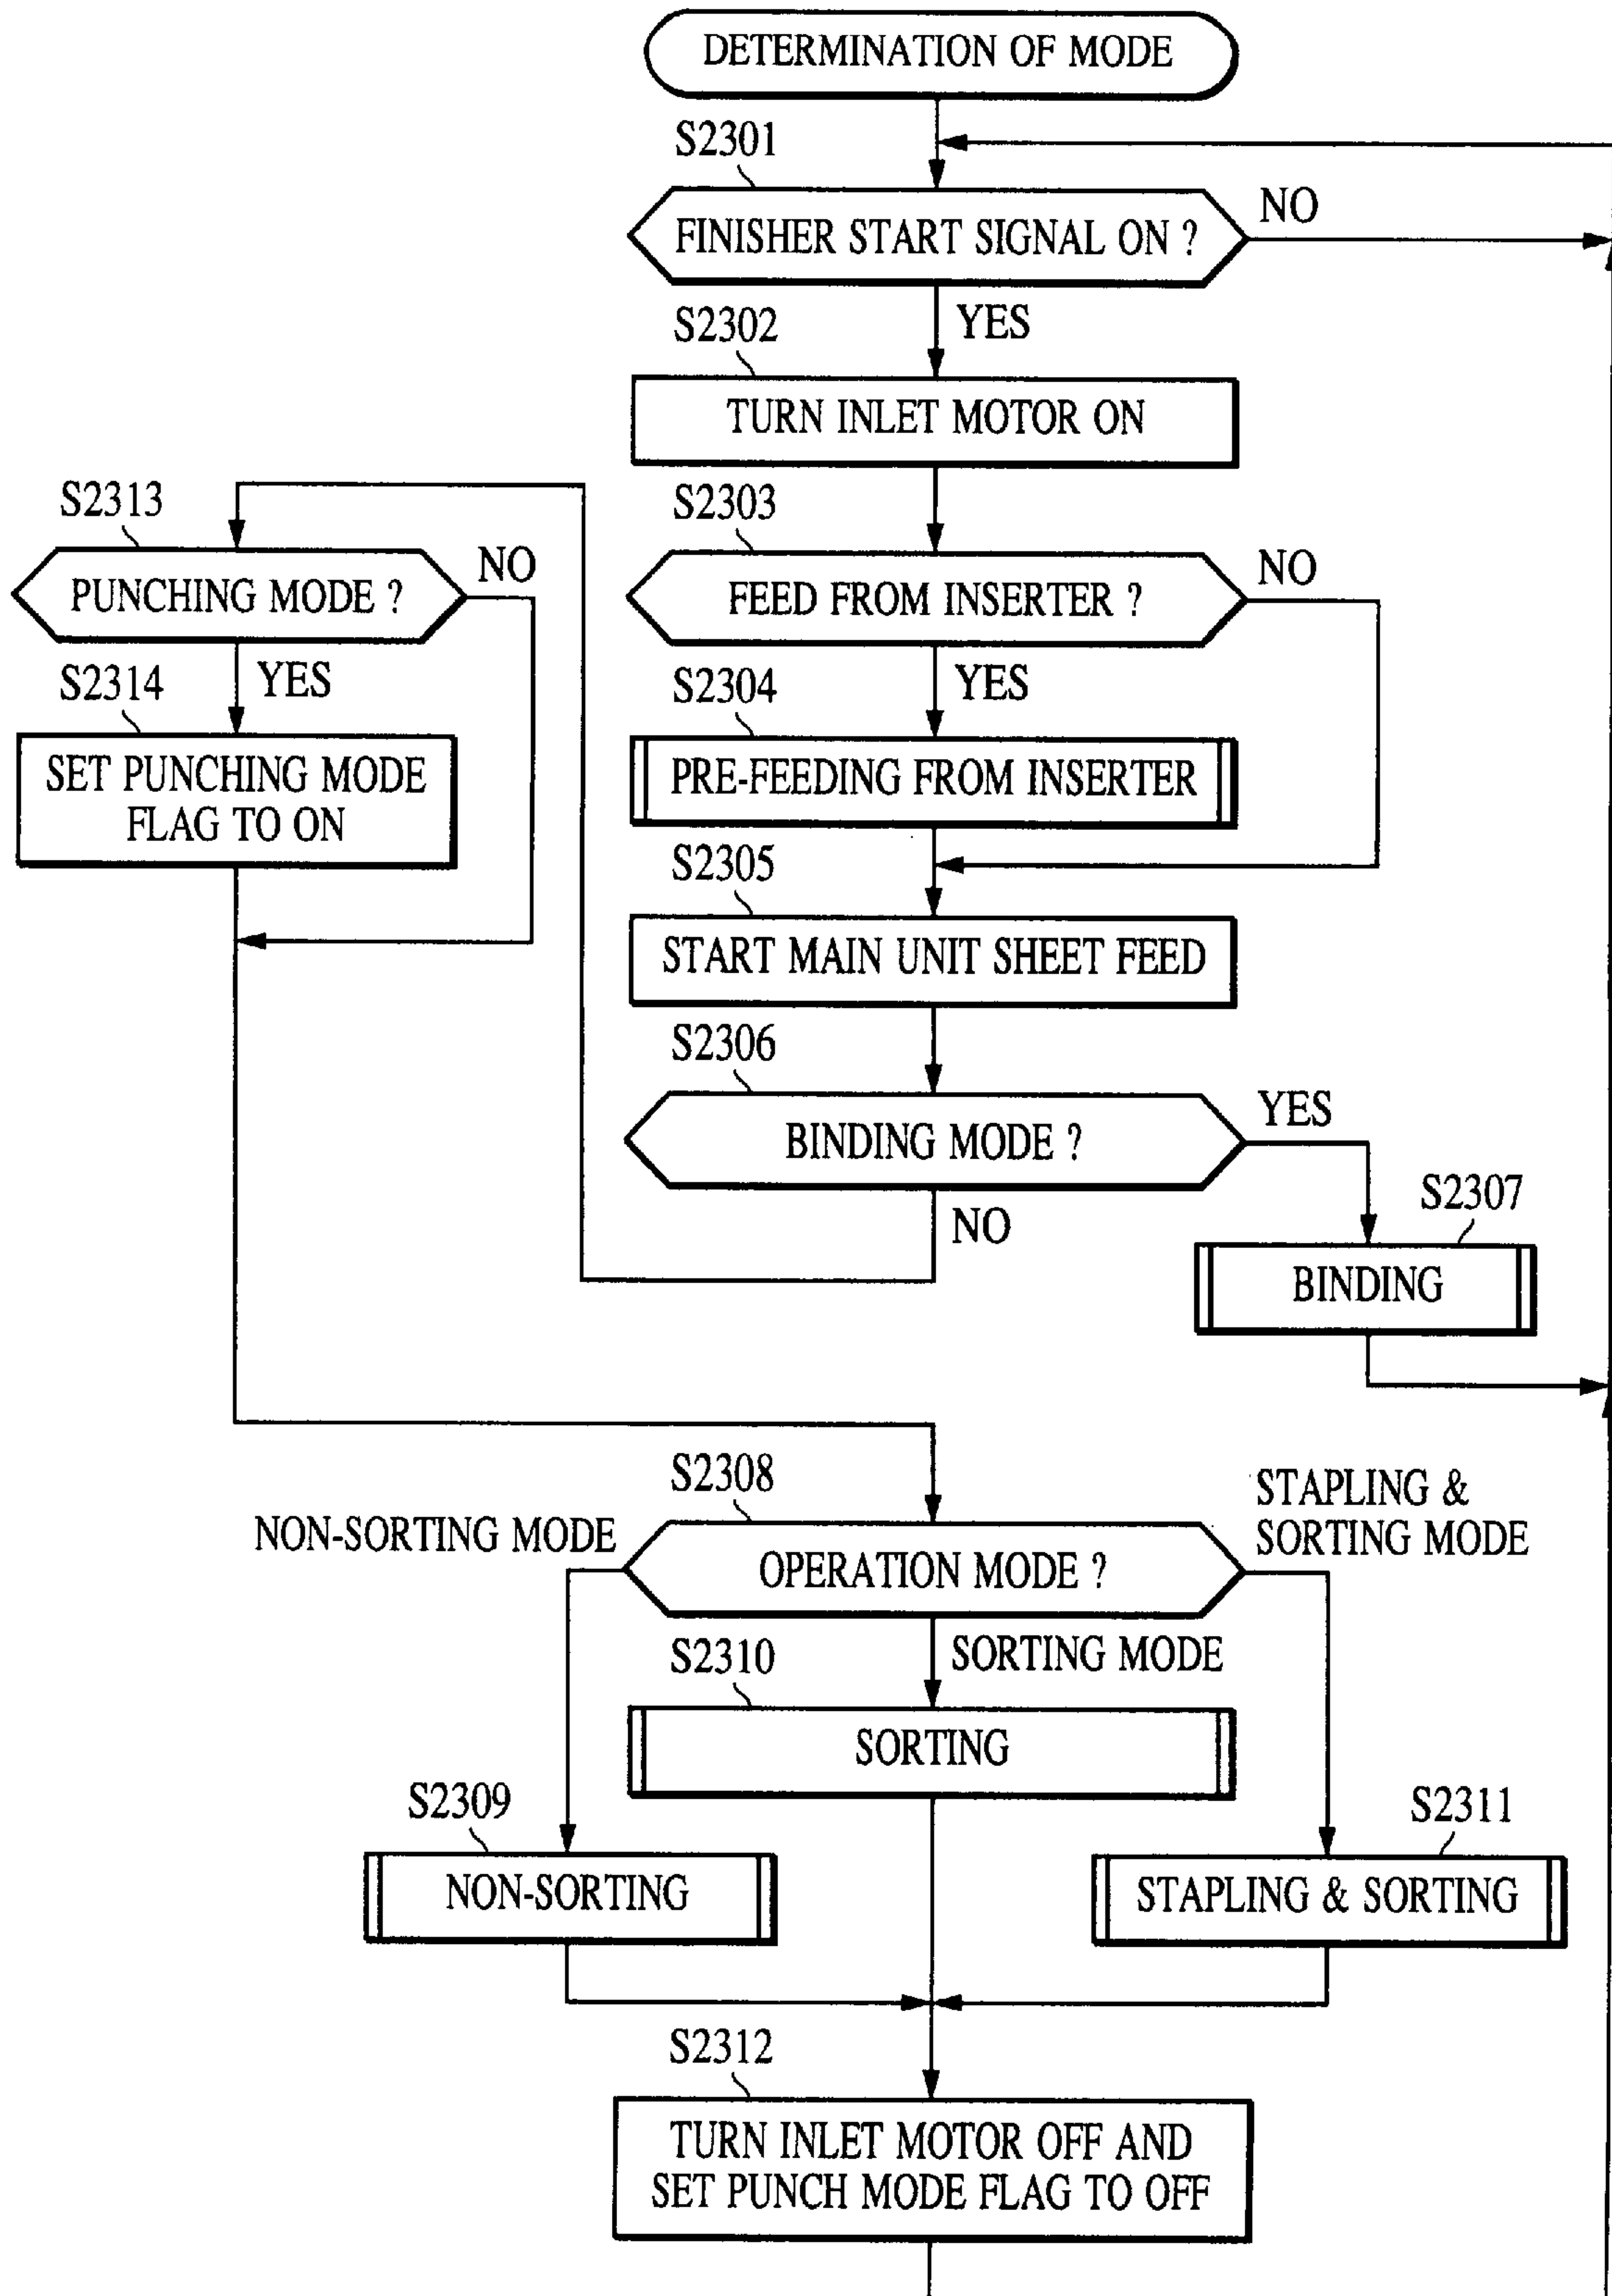 DETERMINATION OF MODE
S2301
FINISHER START SIGNAL ON ?
NO
YES
S2302
TURN INLET MOTOR ON
S2303
FEED FROM INSERTER ?
NO
YES
S2304
PRE-FEEDING FROM INSERTER
S2305
START MAIN UNIT SHEET FEED
S2306
BINDING MODE ?
YES
NO
S2307
BINDING
S2313
PUNCHING MODE ?
NO
YES
S2314
SET PUNCHING MODE
FLAG TO ON
S2308
OPERATION MODE ?
NON-SORTING MODE
STAPLING &
SORTING MODE
SORTING MODE
S2310
SORTING
S2309
NON-SORTING
S2311
STAPLING & SORTING
S2312
TURN INLET MOTOR OFF AND
SET PUNCH MODE FLAG TO OFF